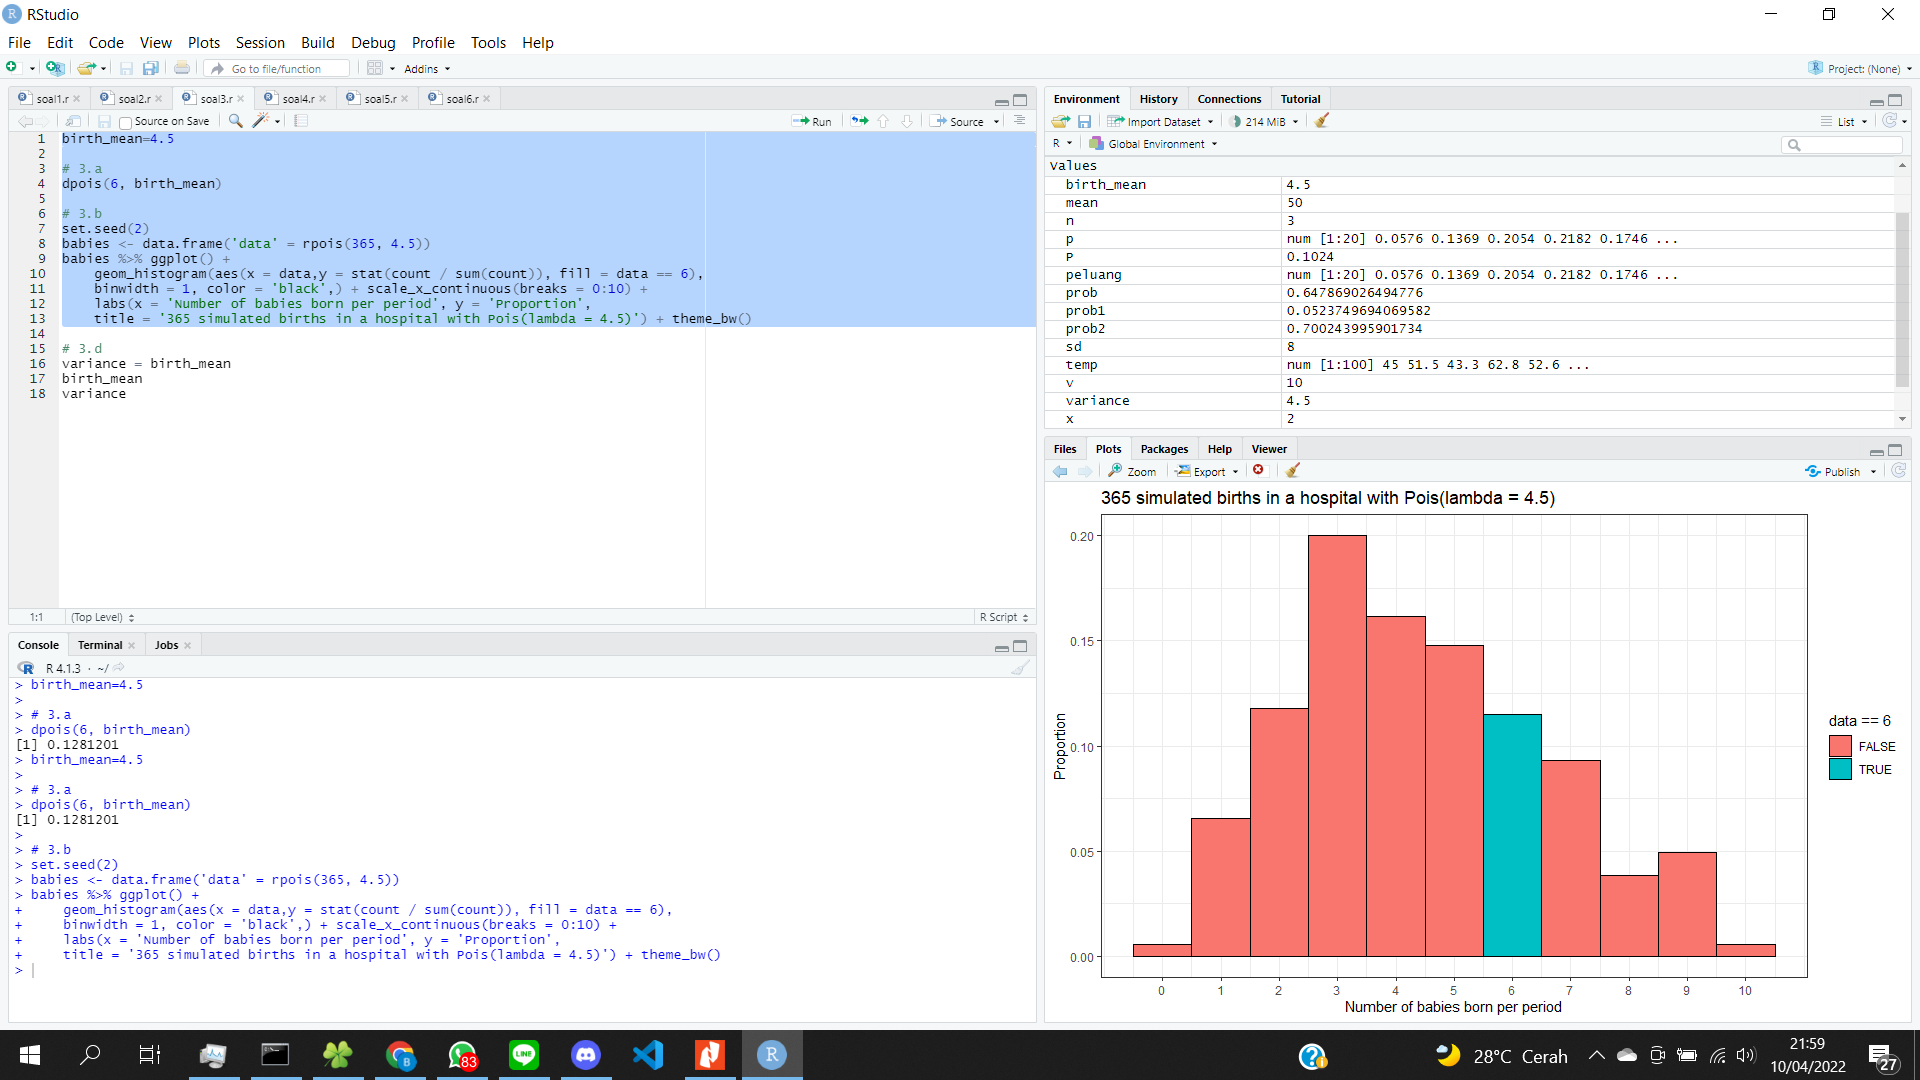 RStudio
File Edit Code View Plots Session Build Debug Profile Tools Help
Go to file/function Addins Project: (None)
soal1.r soal2.r soal3.r soal4.r soal5.r soal6.r
Source on Save Run Source
1 birth_mean=4.5
2
3 # 3.a
4 dpois(6, birth_mean)
5
6 # 3.b
7 set.seed(2)
8 babies <- data.frame('data' = rpois(365, 4.5))
9 babies %>% ggplot() +
10 geom_histogram(aes(x = data,y = stat(count / sum(count)), fill = data == 6),
11 binwidth = 1, color = 'black',) + scale_x_continuous(breaks = 0:10) +
12 labs(x = 'Number of babies born per period', y = 'Proportion',
13 title = '365 simulated births in a hospital with Pois(lambda = 4.5)') + theme_bw()
14
15 # 3.d
16 variance = birth_mean
17 birth_mean
18 variance
1:1 (Top Level) R Script
Console Terminal Jobs
R 4.1.3 · ~/
> birth_mean=4.5
>
> # 3.a
> dpois(6, birth_mean)
[1] 0.1281201
> birth_mean=4.5
>
> # 3.a
> dpois(6, birth_mean)
[1] 0.1281201
>
> # 3.b
> set.seed(2)
> babies <- data.frame('data' = rpois(365, 4.5))
> babies %>% ggplot() +
+ geom_histogram(aes(x = data,y = stat(count / sum(count)), fill = data == 6),
+ binwidth = 1, color = 'black',) + scale_x_continuous(breaks = 0:10) +
+ labs(x = 'Number of babies born per period', y = 'Proportion',
+ title = '365 simulated births in a hospital with Pois(lambda = 4.5)') + theme_bw()
>
Environment History Connections Tutorial
Import Dataset 214 MiB List
R Global Environment
Values
birth_mean 4.5
mean 50
n 3
p num [1:20] 0.0576 0.1369 0.2054 0.2182 0.1746 ...
P 0.1024
peluang num [1:20] 0.0576 0.1369 0.2054 0.2182 0.1746 ...
prob 0.647869026494776
prob1 0.0523749694069582
prob2 0.700243995901734
sd 8
temp num [1:100] 45 51.5 43.3 62.8 52.6 ...
v 10
variance 4.5
x 2
Files Plots Packages Help Viewer
Zoom Export Publish
365 simulated births in a hospital with Pois(lambda = 4.5)
0.20
0.15
0.10
0.05
0.00
Proportion
0 1 2 3 4 5 6 7 8 9 10
Number of babies born per period
data == 6
FALSE
TRUE
83
LINE
28°C Cerah
21:59
10/04/2022
27